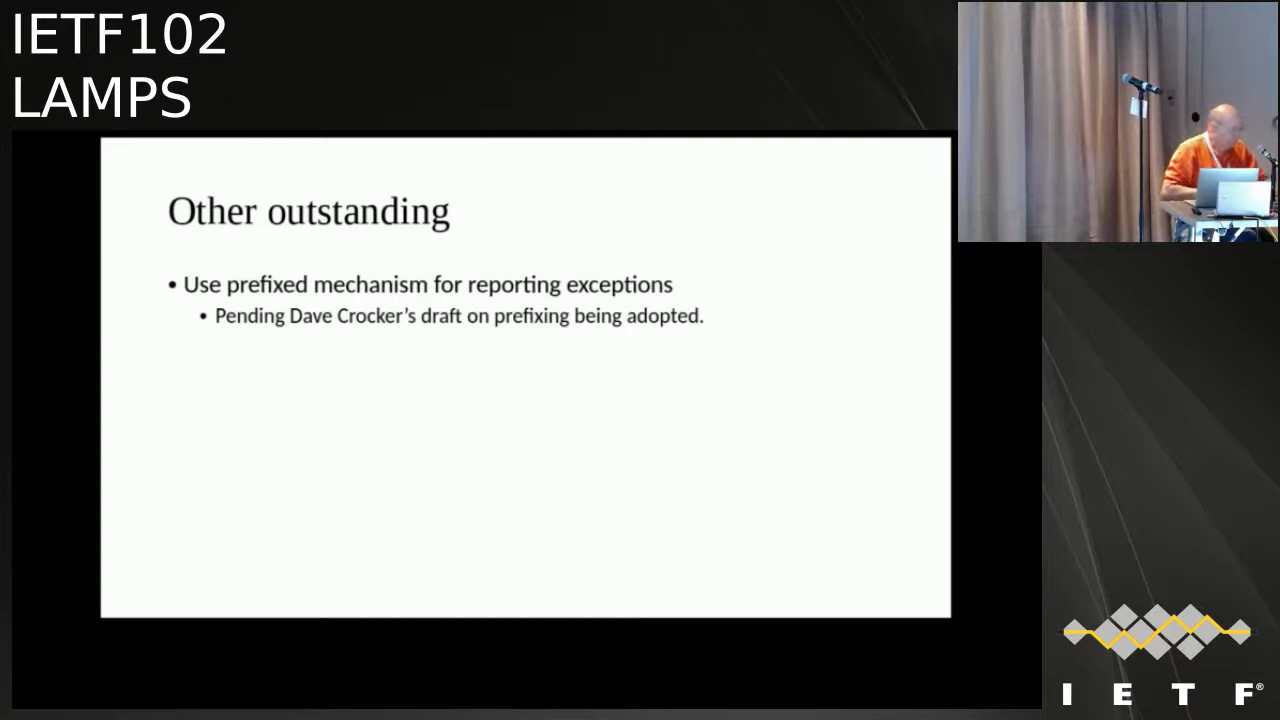 IETF102
LAMPS
Other outstanding
• Use prefixed mechanism for reporting exceptions
• Pending Dave Crocker’s draft on prefixing being adopted.
I E T F®